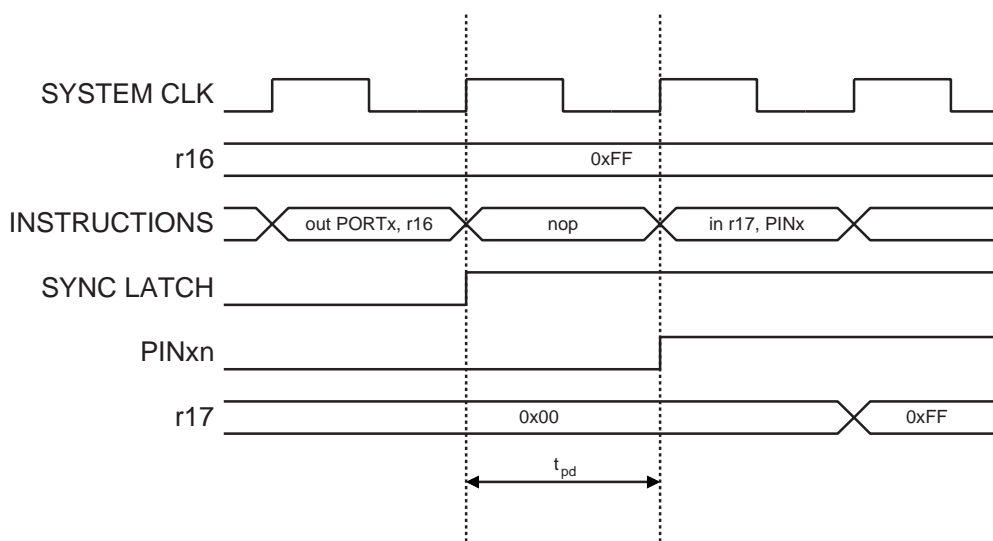 SYSTEM CLK
r16
0xFF
INSTRUCTIONS
out PORTx, r16
nop
in r17, PINx
SYNC LATCH
PINxn
r17
0x00
0xFF
tpd